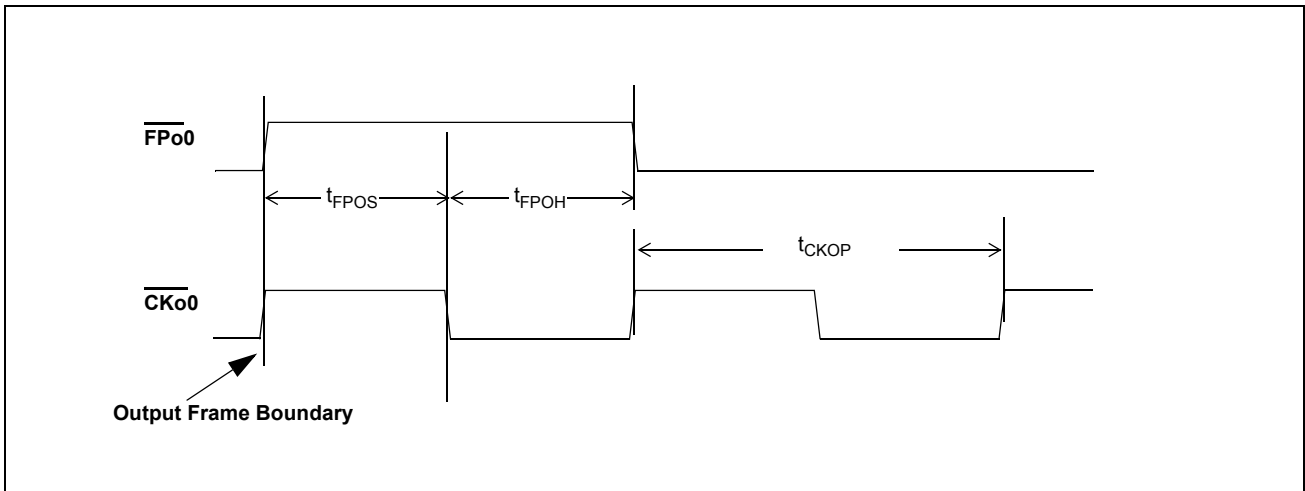 FPo0
tFPOS
tFPOH
tCKOP
CKo0
Output Frame Boundary